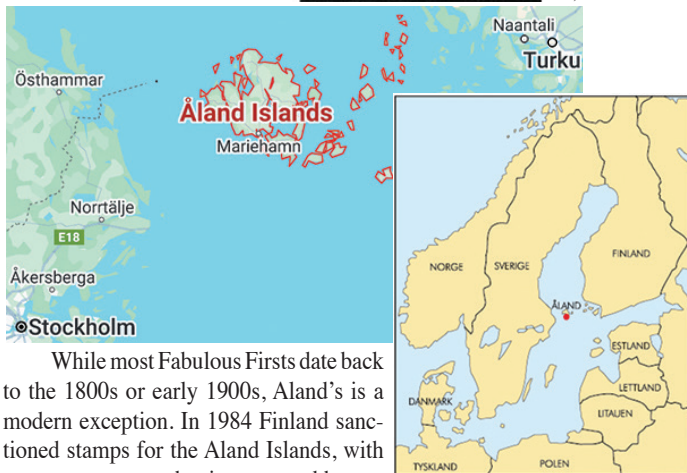 Naantali
Turku
Östhammar
Åland Islands
Mariehamn
Norrtälje
E18
Åkersberga
Stockholm
NORGE
SVERIGE
FINLAND
ÅLAND
ESTLAND
LETTLAND
LITAUEN
DANMARK
TYSKLAND
POLEN
While most Fabulous Firsts date back
to the 1800s or early 1900s, Aland's is a
modern exception. In 1984 Finland sanc-
tioned stamps for the Aland Islands, with